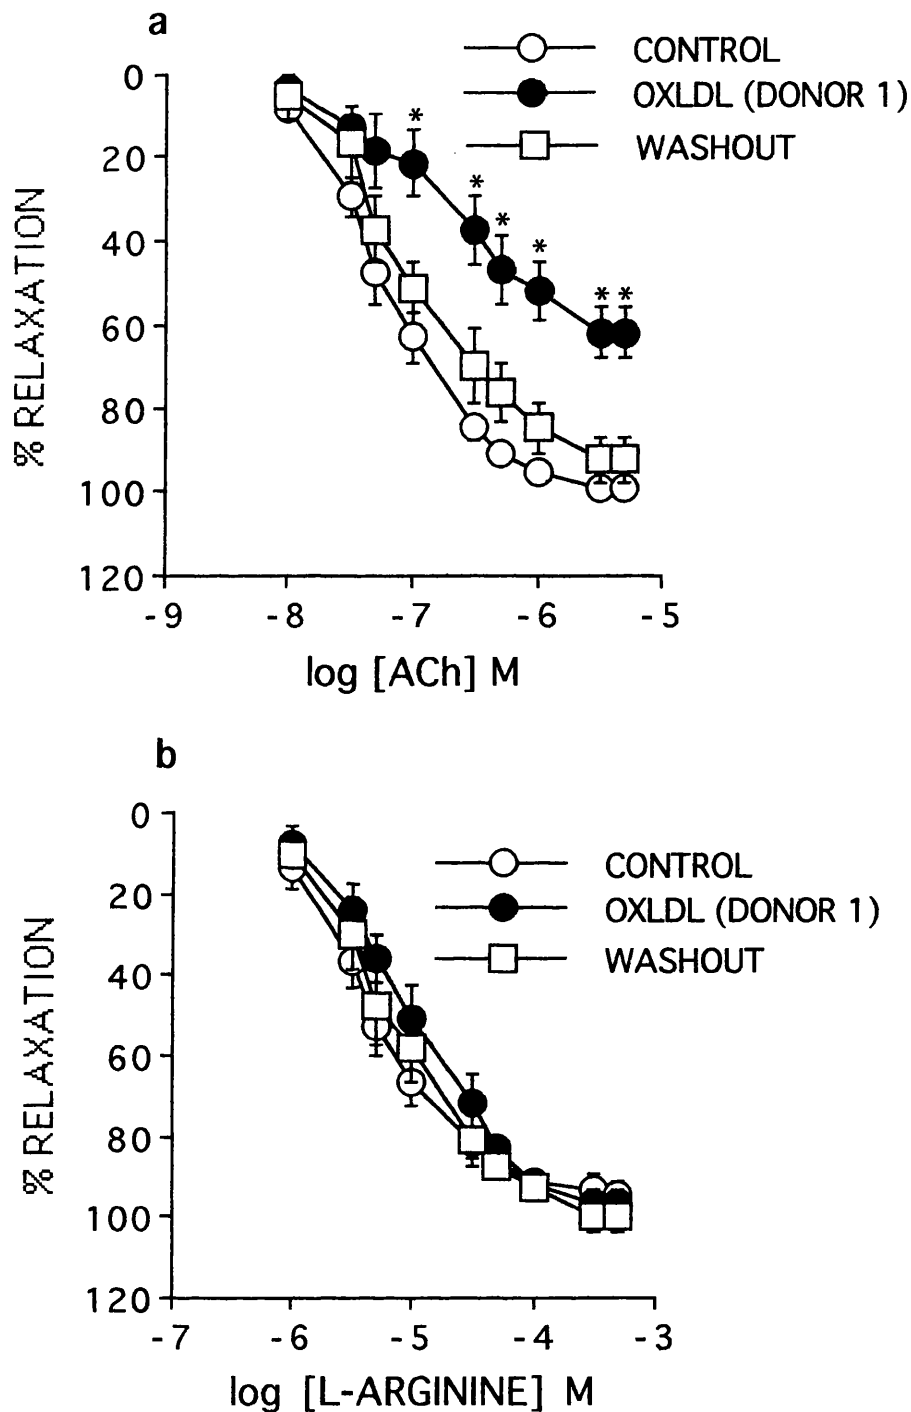 a
CONTROL
OXLDL (DONOR 1)
WASHOUT
% RELAXATION
0
20
40
60
80
100
120
* * * * * *
-9 -8 -7 -6 -5
log [ACh] M
b
CONTROL
OXLDL (DONOR 1)
WASHOUT
% RELAXATION
0
20
40
60
80
100
120
-7 -6 -5 -4 -3
log [L-ARGININE] M